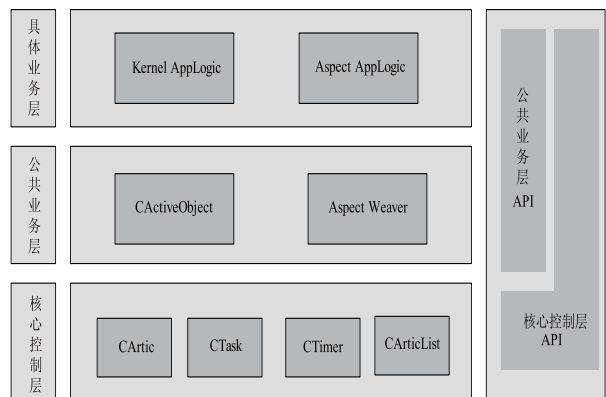 具体业务层
Kernel AppLogic
Aspect AppLogic
公共业务层
CActiveObject
Aspect Weaver
核心控制层
CArtic
CTask
CTimer
CArticList
公共业务层
API
核心控制层
API